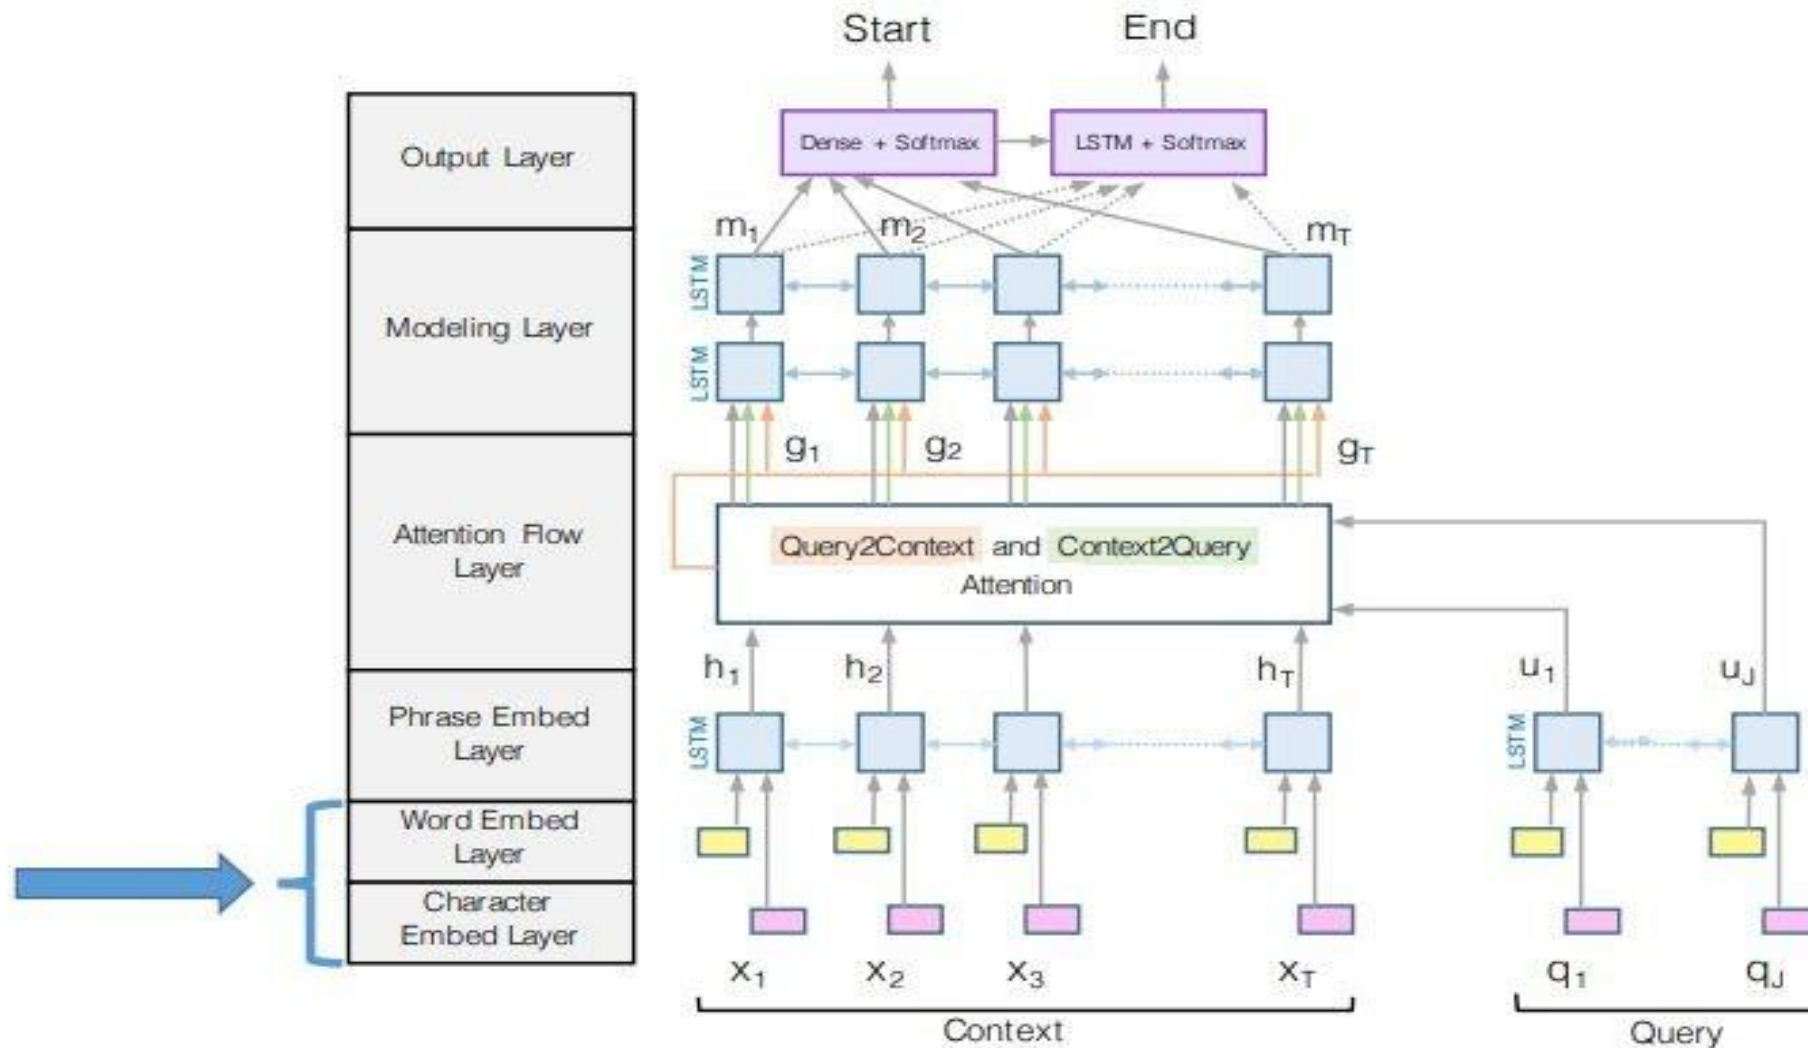 Start End
Output Layer
Dense + Softmax
LSTM + Softmax
m1 m2 mT
LSTM
Modeling Layer
LSTM
g1 g2 gT
Attention Flow
Layer
Query2Context and Context2Query
Attention
h1 h2 hT u1 uJ
Phrase Embed
Layer
LSTM
LSTM
Word Embed
Layer
Character
Embed Layer
x1 x2 x3 xT q1 qJ
Context
Query